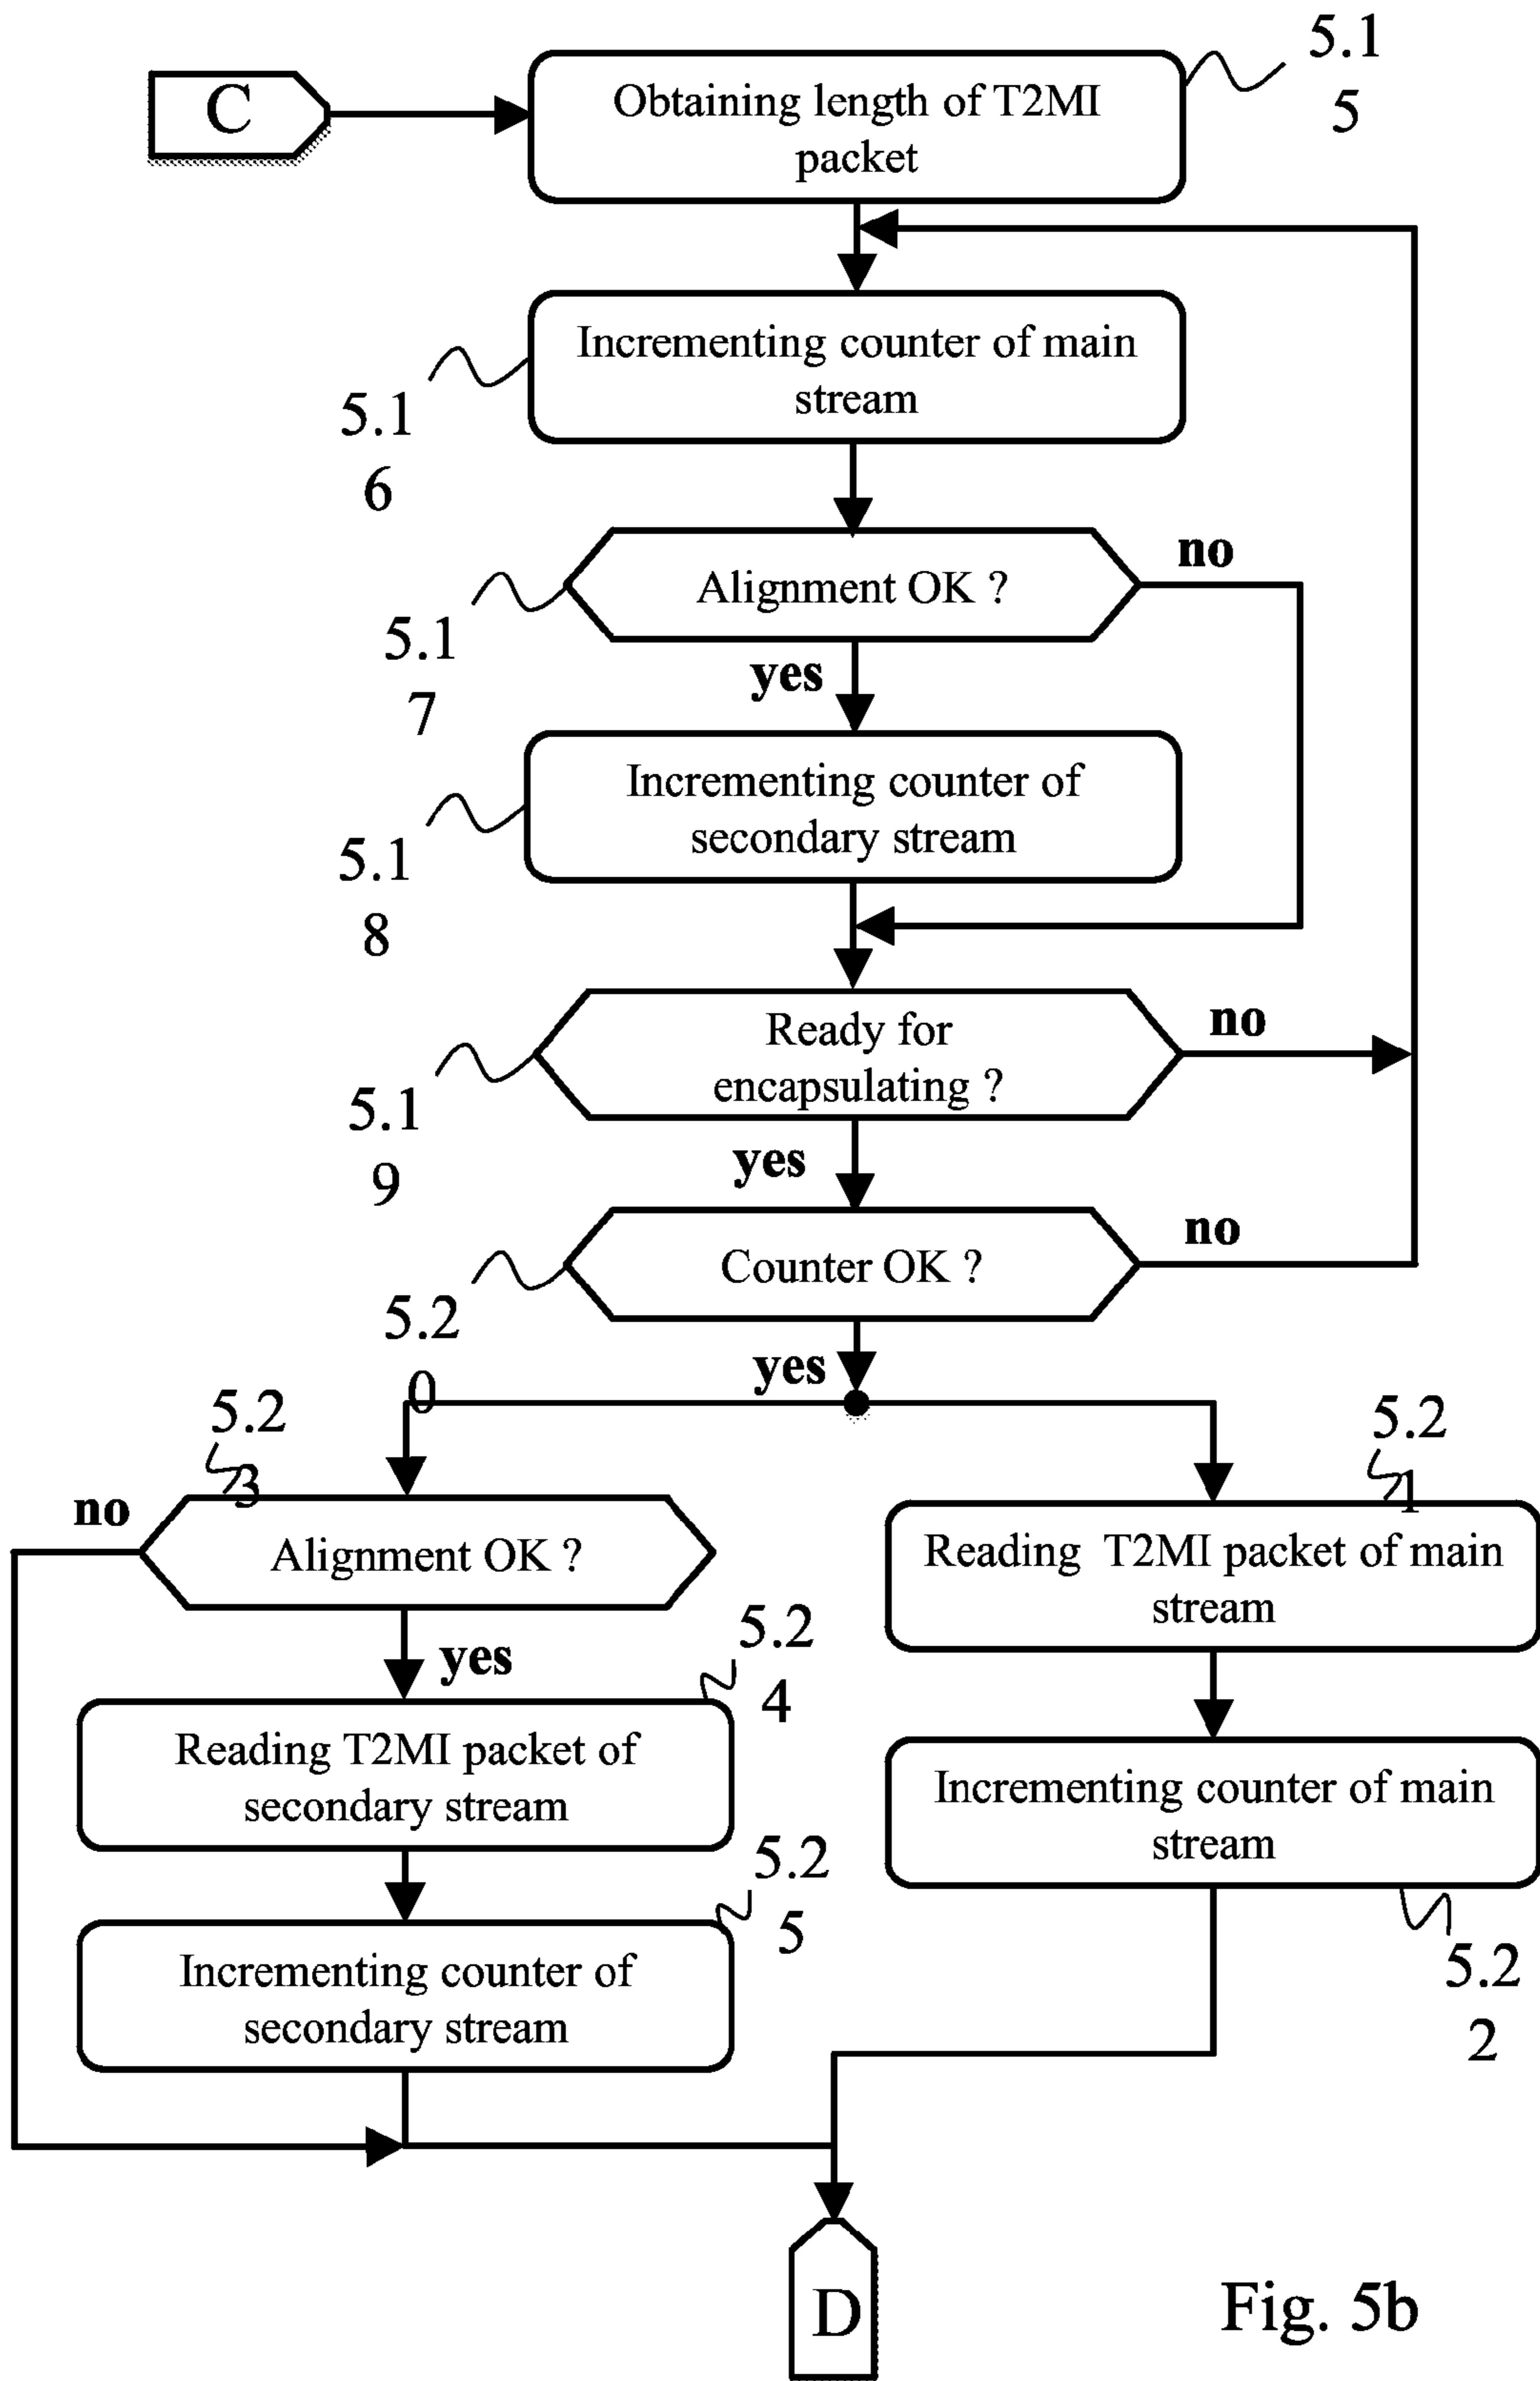 C
Obtaining length of T2MI
packet
5.1
5
Incrementing counter of main
stream
5.1
6
Alignment OK ?
no
5.1
7
yes
Incrementing counter of
secondary stream
5.1
8
Ready for
encapsulating ?
no
5.1
9
yes
Counter OK ?
no
5.2
0
yes
5.2
3
no
Alignment OK ?
yes
5.2
1
Reading T2MI packet of main
stream
5.2
4
Reading T2MI packet of
secondary stream
Incrementing counter of main
stream
5.2
2
5.2
5
Incrementing counter of
secondary stream
D
Fig. 5b